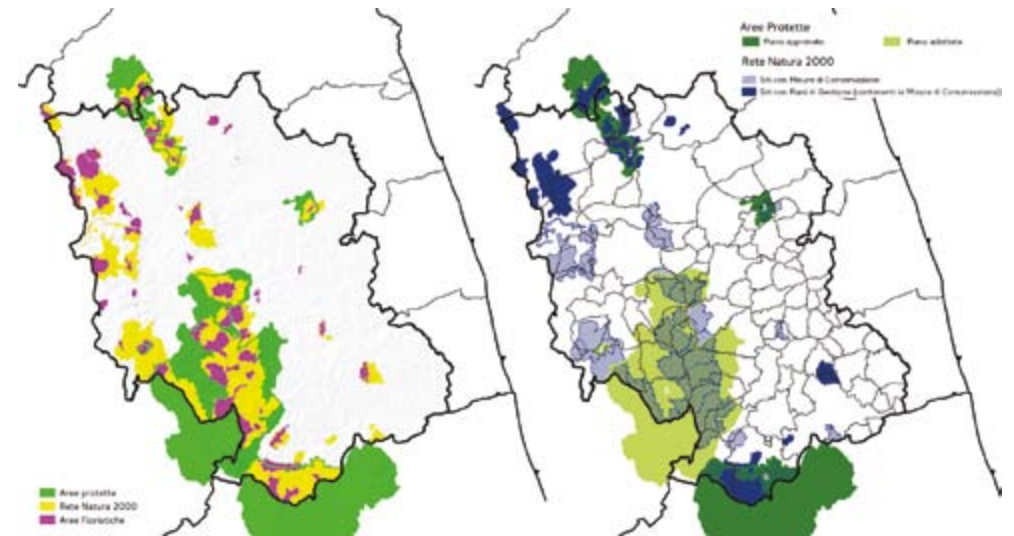 Aree protette
Rete Natura 2000
Aree Floristiche
Aree Protette
Piano approvato
Piano adottato
Rete Natura 2000
Siti con Misure di Conservazione
Siti con Piani di Gestione (contenenti le Misure di Conservazione)